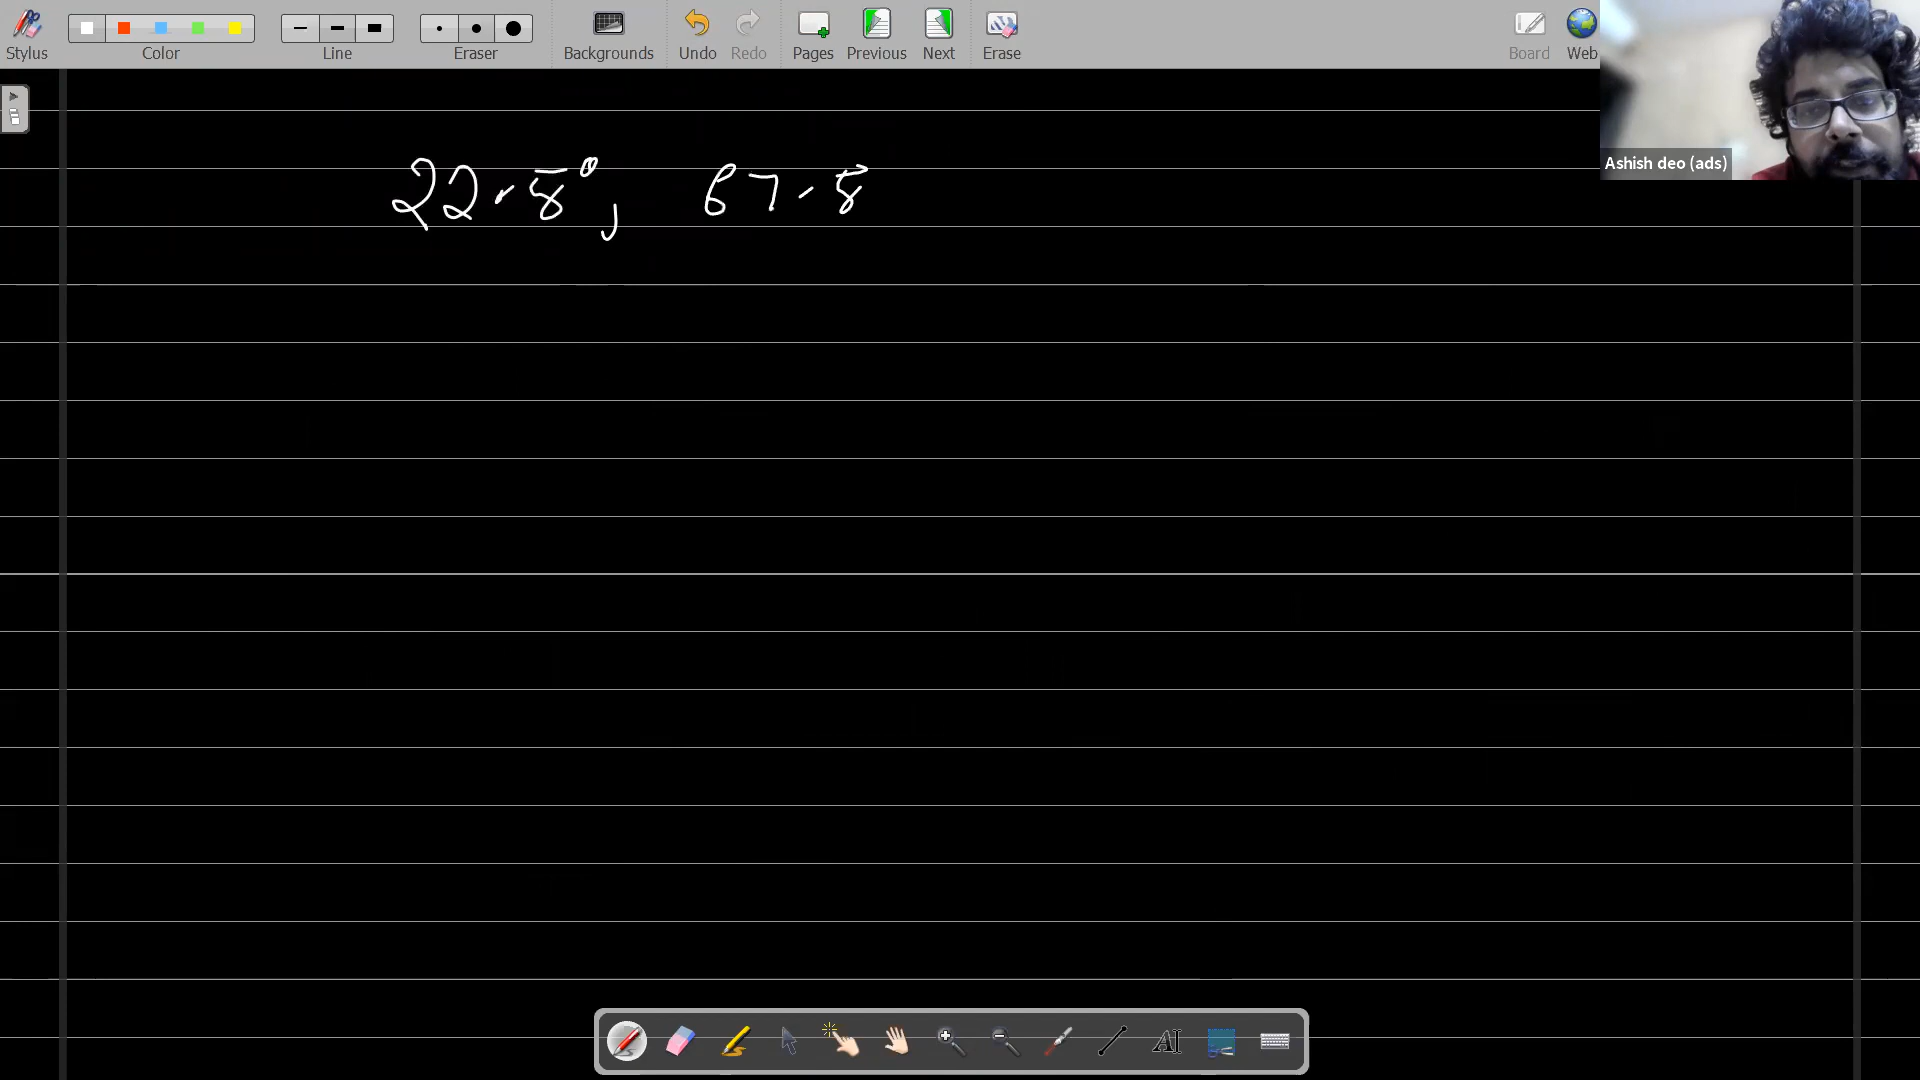 Stylus Color Line Eraser Backgrounds Undo Redo Pages Previous Next Erase Board Web
Ashish deo (ads)
22.5°, 67.5
AI